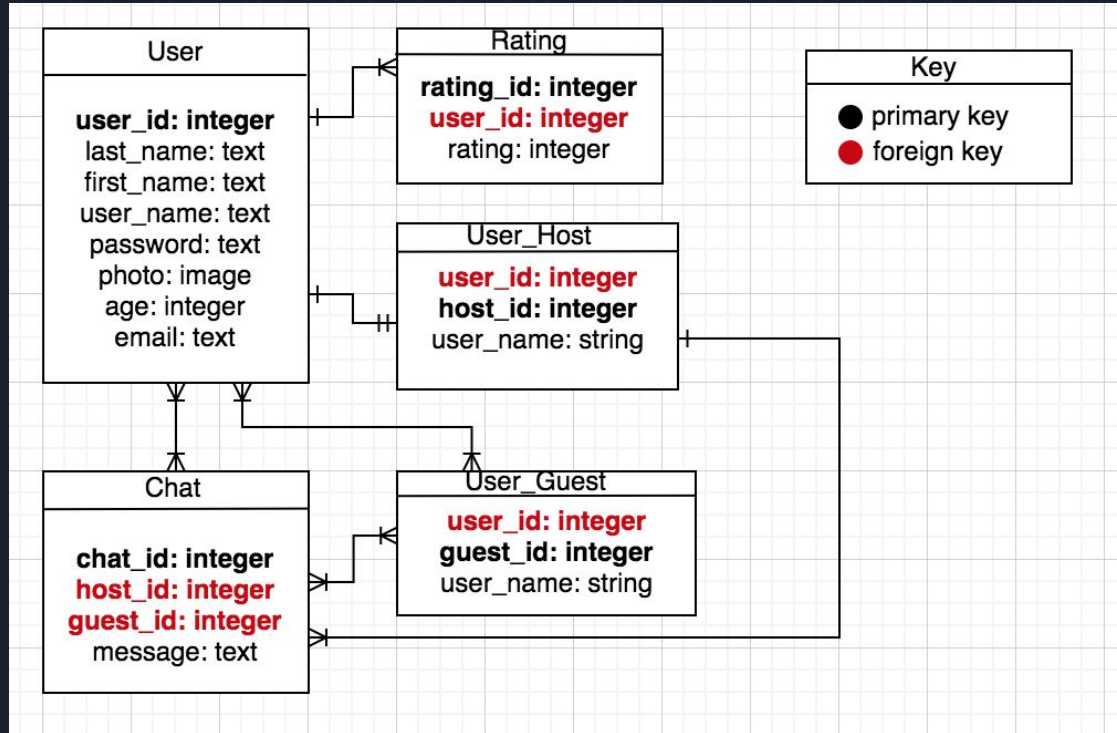 User
user_id: integer
last_name: text
first_name: text
user_name: text
password: text
photo: image
age: integer
email: text
Rating
rating_id: integer
user_id: integer
rating: integer
Key
primary key
foreign key
User_Host
user_id: integer
host_id: integer
user_name: string
Chat
chat_id: integer
host_id: integer
guest_id: integer
message: text
User_Guest
user_id: integer
guest_id: integer
user_name: string